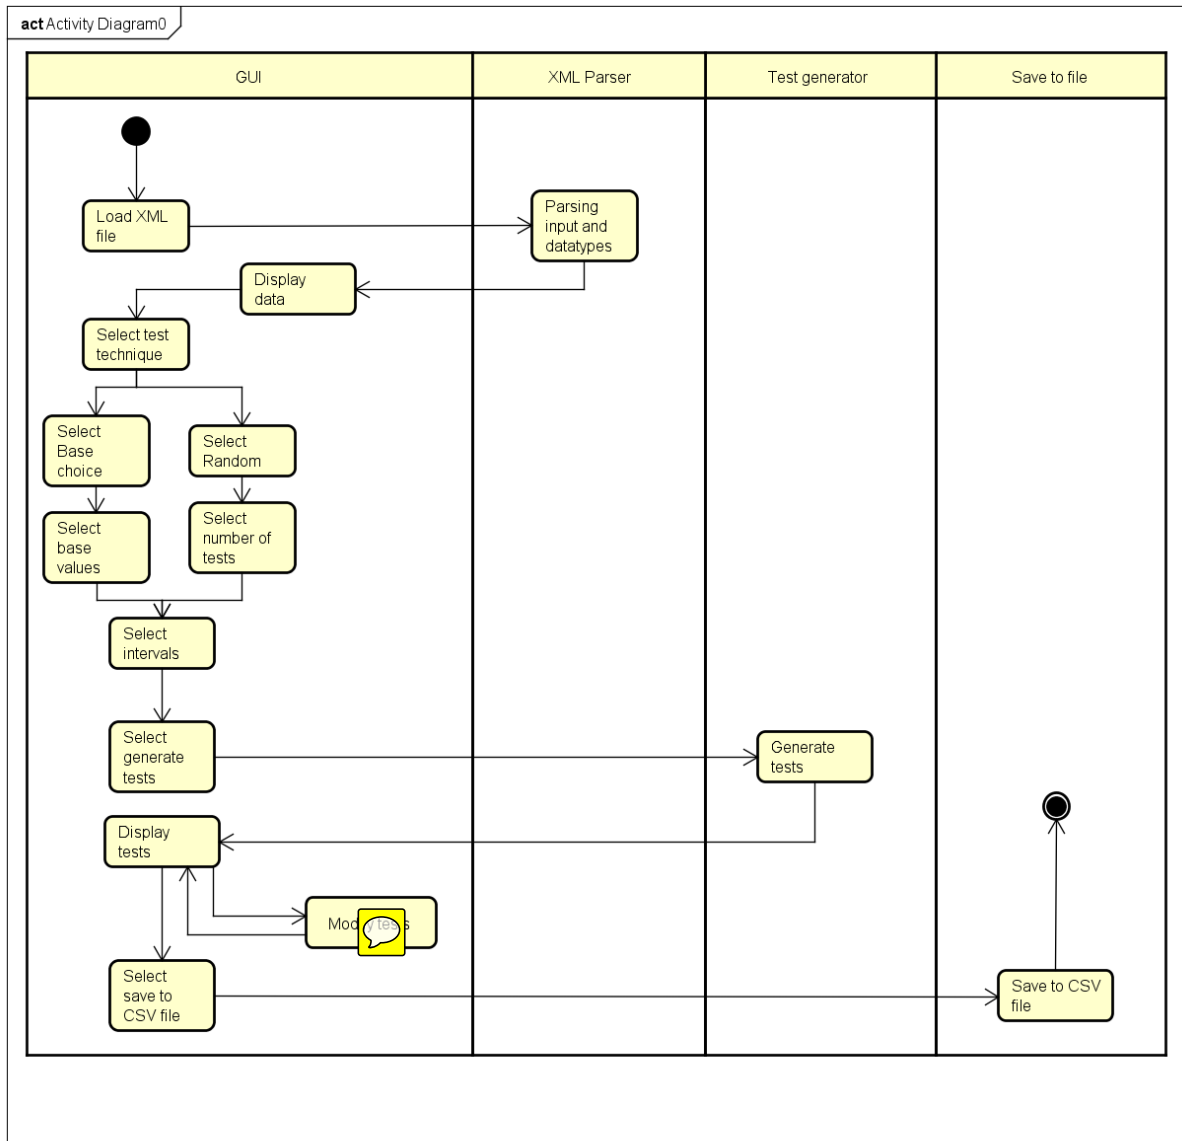 act Activity Diagram0
GUI
XML Parser
Test generator
Save to file
Load XML
file
Parsing
input and
datatypes
Display
data
Select test
technique
Select
Base
choice
Select
Random
Select
base
values
Select
number of
tests
Select
intervals
Select
generate
tests
Generate
tests
Display
tests
Modify tests
Select
save to
CSV file
Save to CSV
file